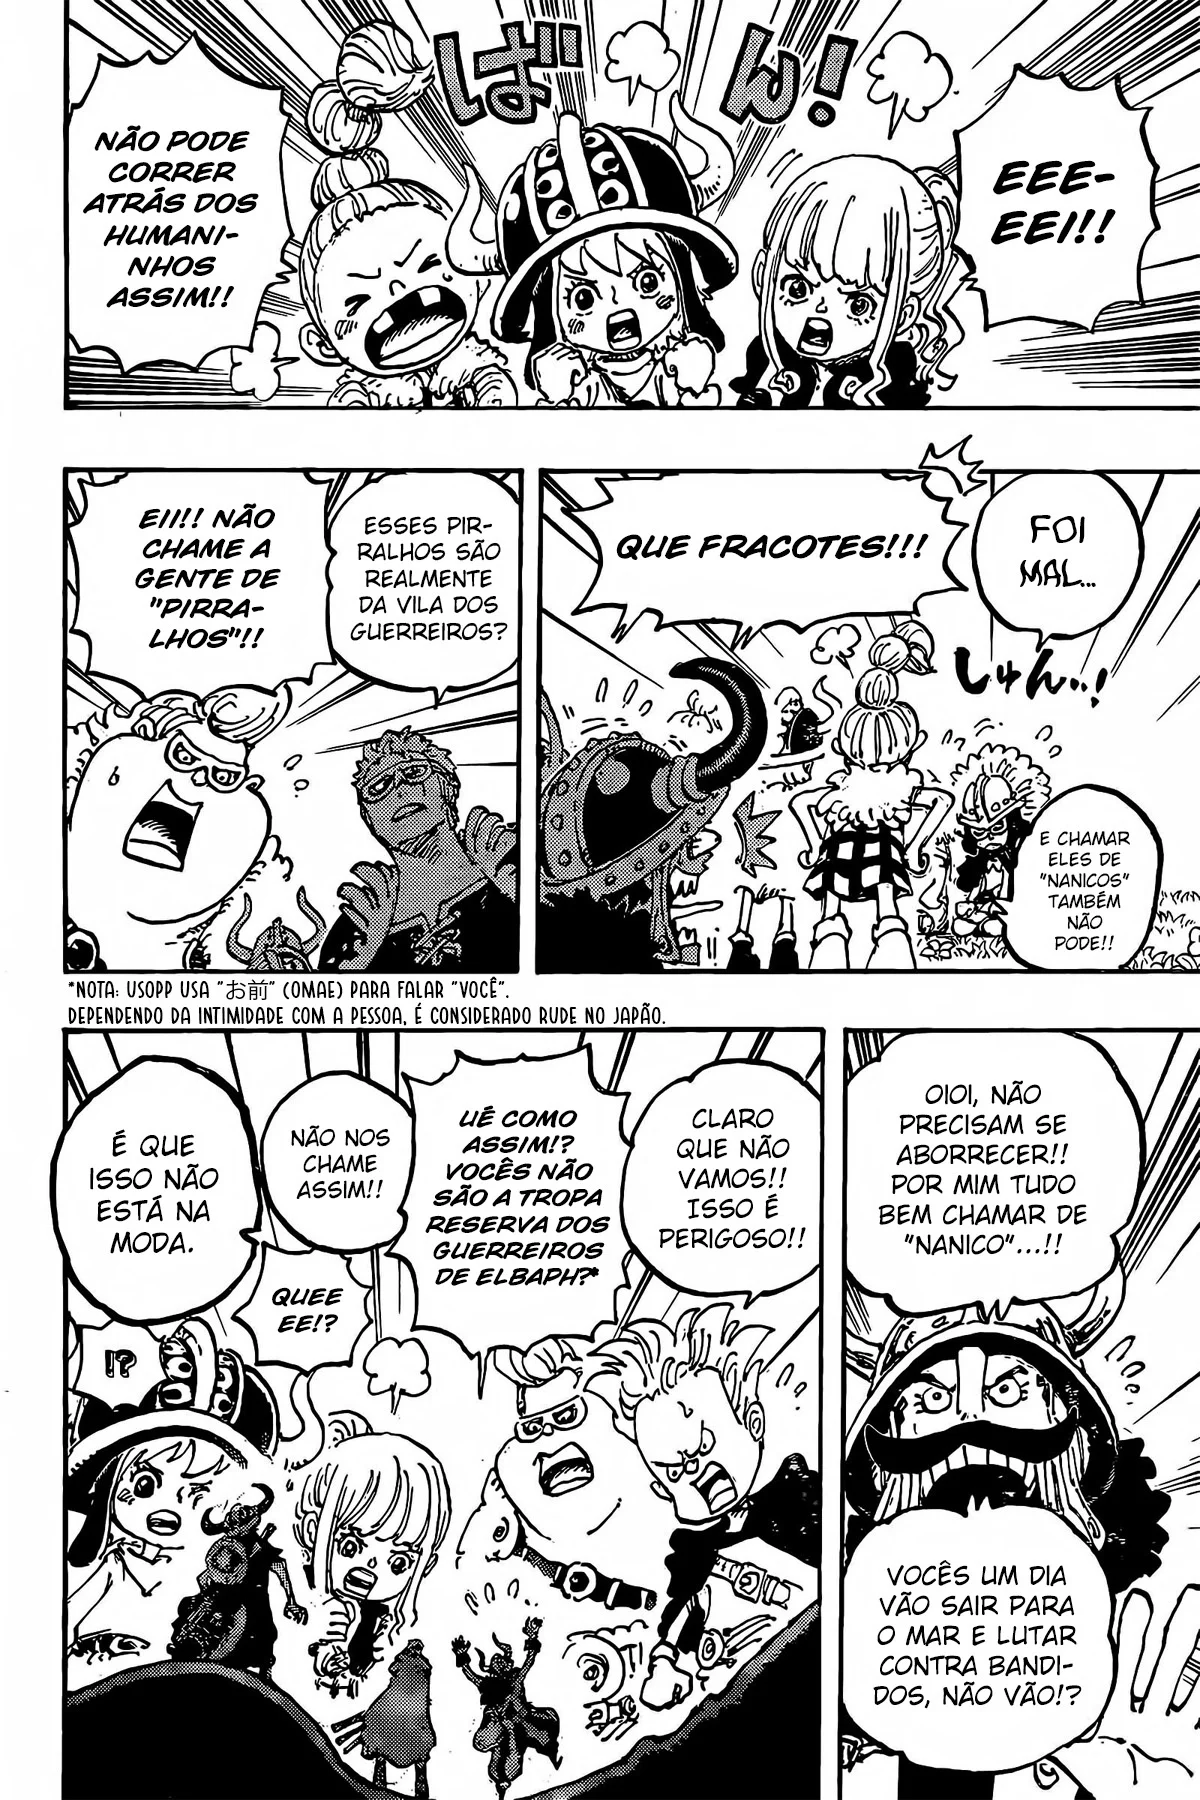 ばん!
EEE-
EEI!!
NÃO PODE
CORRER
ATRÁS DOS
HUMANI-
NHOS
ASSIM!!
FOI
MAL...
QUE FRACOTES!!!
しゅん‥!
E CHAMAR
ELES DE
"NANICOS"
TAMBÉM
NÃO
PODE!!
ESSES PIR-
RALHOS SÃO
REALMENTE
DA VILA DOS
GUERREIROS?
EII!! NÃO
CHAME A
GENTE DE
"PIRRA-
LHOS"!!
*NOTA: USOPP USA "お前" (OMAE) PARA FALAR "VOCÊ".
DEPENDENDO DA INTIMIDADE COM A PESSOA, É CONSIDERADO RUDE NO JAPÃO.
OIOI, NÃO
PRECISAM SE
ABORRECER!!
POR MIM TUDO
BEM CHAMAR DE
"NANICO"...!!
VOCÊS UM DIA
VÃO SAIR PARA
O MAR E LUTAR
CONTRA BANDI-
DOS, NÃO VÃO!?
CLARO
QUE NÃO
VAMOS!!
ISSO É
PERIGOSO!!
UÉ COMO
ASSIM!?
VOCÊS NÃO
SÃO A TROPA
RESERVA DOS
GUERREIROS
DE ELBAPH?*
NÃO NOS
CHAME
ASSIM!!
QUEE
EE!?
É QUE
ISSO NÃO
ESTÁ NA
MODA.
!?